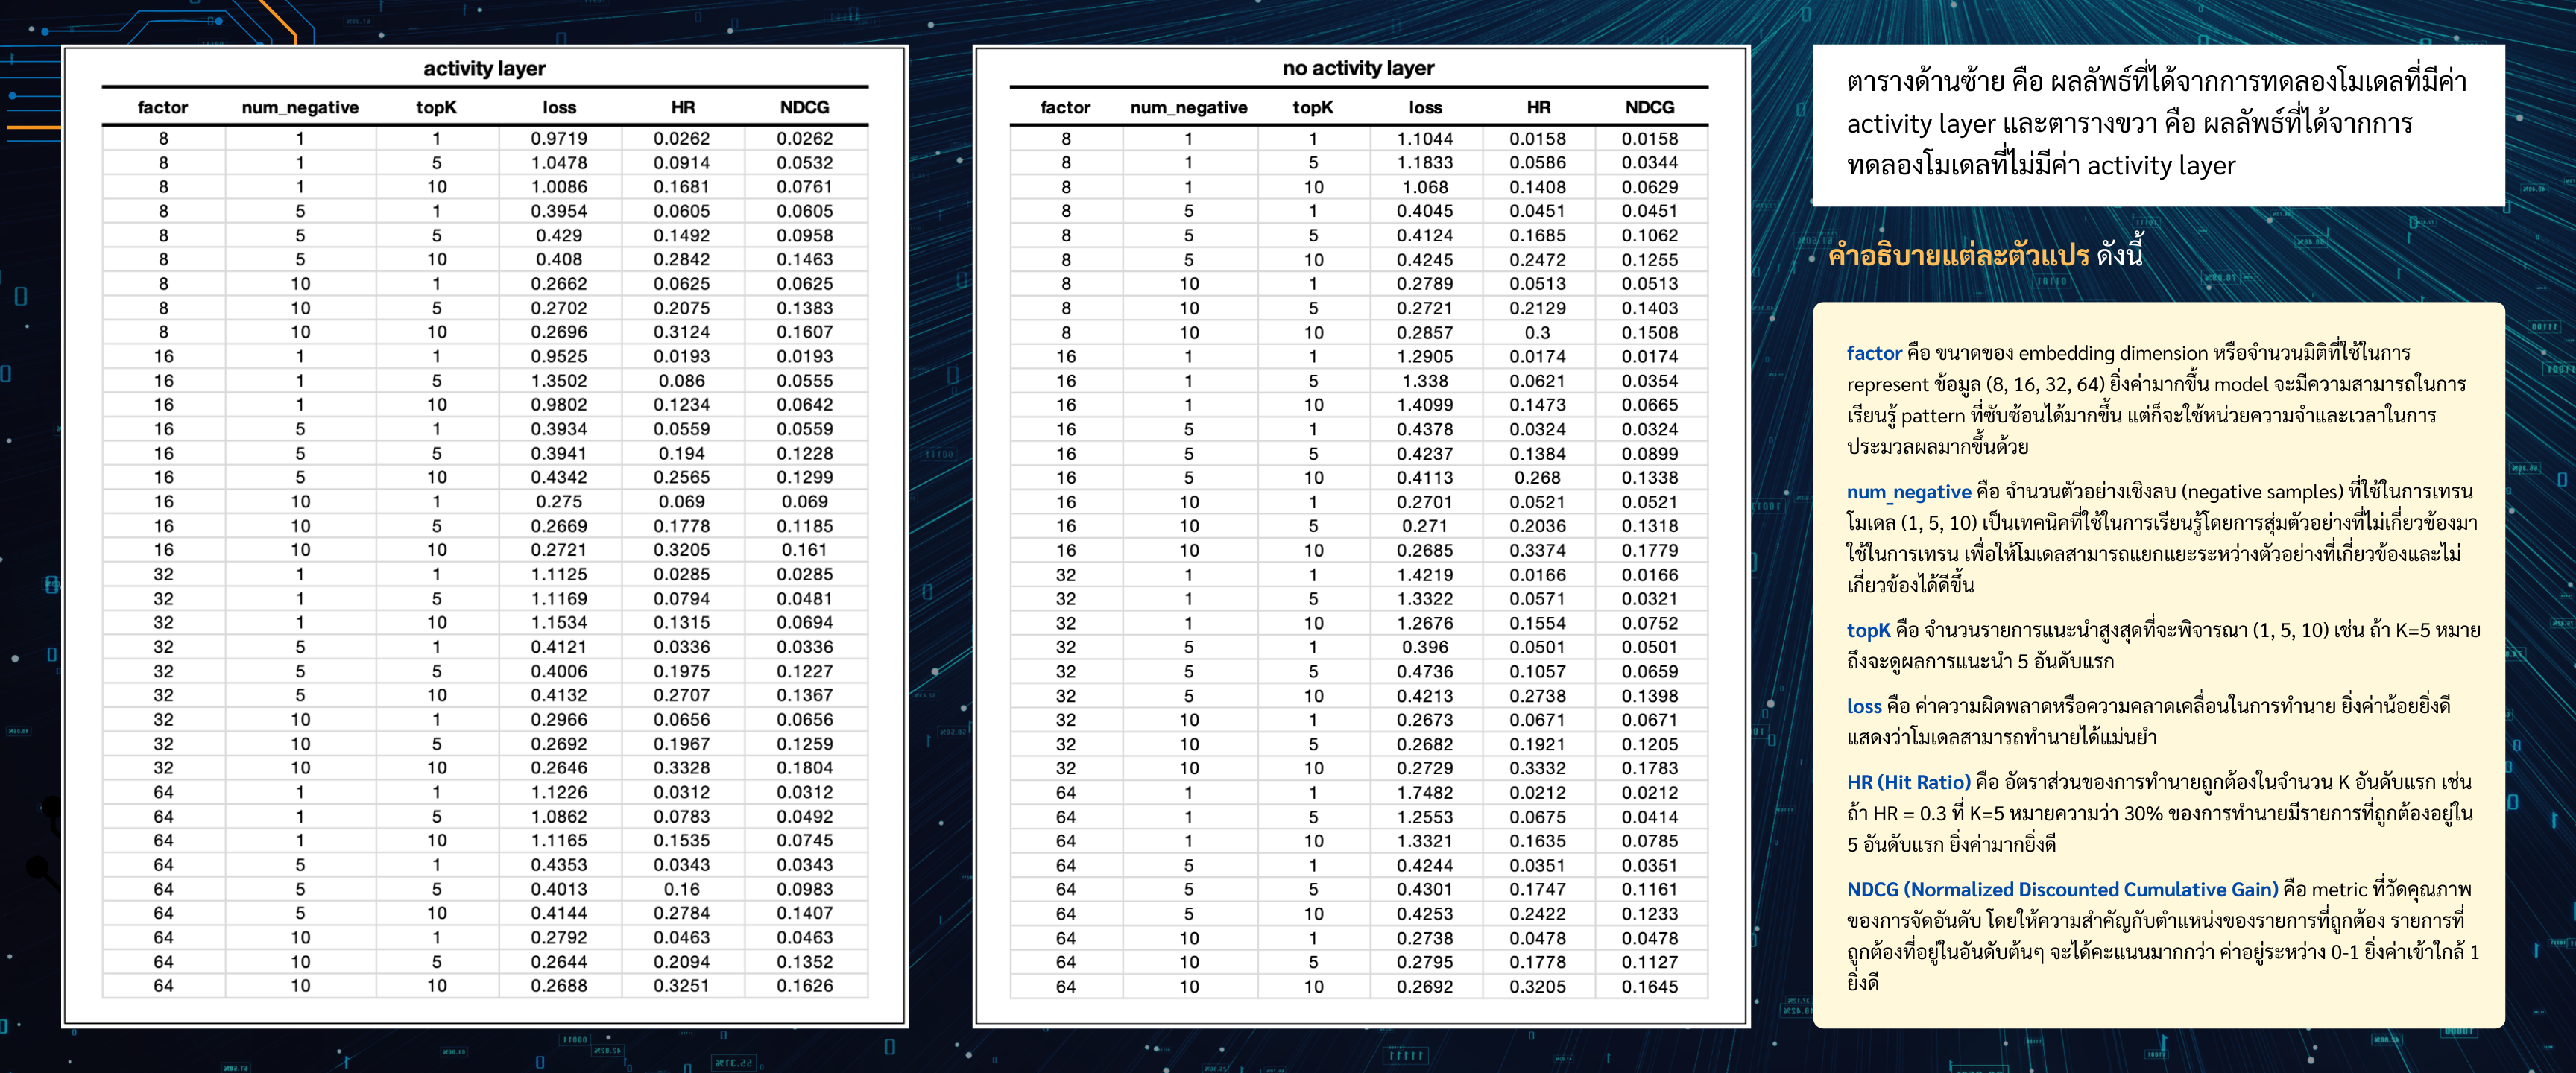 activity layer
factor num_negative topK loss HR NDCG
8 1 1 0.9719 0.0262 0.0262
8 1 5 1.0478 0.0914 0.0532
8 1 10 1.0086 0.1681 0.0761
8 5 1 0.3954 0.0605 0.0605
8 5 5 0.429 0.1492 0.0958
8 5 10 0.408 0.2842 0.1463
8 10 1 0.2662 0.0625 0.0625
8 10 5 0.2702 0.2075 0.1383
8 10 10 0.2696 0.3124 0.1607
16 1 1 0.9525 0.0193 0.0193
16 1 5 1.3502 0.086 0.0555
16 1 10 0.9802 0.1234 0.0642
16 5 1 0.3934 0.0559 0.0559
16 5 5 0.3941 0.194 0.1228
16 5 10 0.4342 0.2565 0.1299
16 10 1 0.275 0.069 0.069
16 10 5 0.2669 0.1778 0.1185
16 10 10 0.2721 0.3205 0.161
32 1 1 1.1125 0.0285 0.0285
32 1 5 1.1169 0.0794 0.0481
32 1 10 1.1534 0.1315 0.0694
32 5 1 0.4121 0.0336 0.0336
32 5 5 0.4006 0.1975 0.1227
32 5 10 0.4132 0.2707 0.1367
32 10 1 0.2966 0.0656 0.0656
32 10 5 0.2692 0.1967 0.1259
32 10 10 0.2646 0.3328 0.1804
64 1 1 1.1226 0.0312 0.0312
64 1 5 1.0862 0.0783 0.0492
64 1 10 1.1165 0.1535 0.0745
64 5 1 0.4353 0.0343 0.0343
64 5 5 0.4013 0.16 0.0983
64 5 10 0.4144 0.2784 0.1407
64 10 1 0.2792 0.0463 0.0463
64 10 5 0.2644 0.2094 0.1352
64 10 10 0.2688 0.3251 0.1626
no activity layer
factor num_negative topK loss HR NDCG
8 1 1 1.1044 0.0158 0.0158
8 1 5 1.1833 0.0586 0.0344
8 1 10 1.068 0.1408 0.0629
8 5 1 0.4045 0.0451 0.0451
8 5 5 0.4124 0.1685 0.1062
8 5 10 0.4245 0.2472 0.1255
8 10 1 0.2789 0.0513 0.0513
8 10 5 0.2721 0.2129 0.1403
8 10 10 0.2857 0.3 0.1508
16 1 1 1.2905 0.0174 0.0174
16 1 5 1.338 0.0621 0.0354
16 1 10 1.4099 0.1473 0.0665
16 5 1 0.4378 0.0324 0.0324
16 5 5 0.4237 0.1384 0.0899
16 5 10 0.4113 0.268 0.1338
16 10 1 0.2701 0.0521 0.0521
16 10 5 0.271 0.2036 0.1318
16 10 10 0.2685 0.3374 0.1779
32 1 1 1.4219 0.0166 0.0166
32 1 5 1.3322 0.0571 0.0321
32 1 10 1.2676 0.1554 0.0752
32 5 1 0.396 0.0501 0.0501
32 5 5 0.4736 0.1057 0.0659
32 5 10 0.4213 0.2738 0.1398
32 10 1 0.2673 0.0671 0.0671
32 10 5 0.2682 0.1921 0.1205
32 10 10 0.2729 0.3332 0.1783
64 1 1 1.7482 0.0212 0.0212
64 1 5 1.2553 0.0675 0.0414
64 1 10 1.3321 0.1635 0.0785
64 5 1 0.4244 0.0351 0.0351
64 5 5 0.4301 0.1747 0.1161
64 5 10 0.4253 0.2422 0.1233
64 10 1 0.2738 0.0478 0.0478
64 10 5 0.2795 0.1778 0.1127
64 10 10 0.2692 0.3205 0.1645
ตารางด้านซ้าย คือ ผลลัพธ์ที่ได้จากการทดลองโมเดลที่มีค่า
activity layer และตารางขวา คือ ผลลัพธ์ที่ได้จากการ
ทดลองโมเดลที่ไม่มีค่า activity layer
คำอธิบายแต่ละตัวแปร ดังนี้
factor คือ ขนาดของ embedding dimension หรือจำนวนมิติที่ใช้ในการ
represent ข้อมูล (8, 16, 32, 64) ยิ่งค่ามากขึ้น model จะมีความสามารถในการ
เรียนรู้ pattern ที่ซับซ้อนได้มากขึ้น แต่ก็จะใช้หน่วยความจำและเวลาในการ
ประมวลผลมากขึ้นด้วย
num_negative คือ จำนวนตัวอย่างเชิงลบ (negative samples) ที่ใช้ในการเทรน
โมเดล (1, 5, 10) เป็นเทคนิคที่ใช้ในการเรียนรู้โดยการสุ่มตัวอย่างที่ไม่เกี่ยวข้องมา
ใช้ในการเทรน เพื่อให้โมเดลสามารถแยกแยะระหว่างตัวอย่างที่เกี่ยวข้องและไม่
เกี่ยวข้องได้ดีขึ้น
topK คือ จำนวนรายการแนะนำสูงสุดที่จะพิจารณา (1, 5, 10) เช่น ถ้า K=5 หมาย
ถึงจะดูผลการแนะนำ 5 อันดับแรก
loss คือ ค่าความผิดพลาดหรือความคลาดเคลื่อนในการทำนาย ยิ่งค่าน้อยยิ่งดี
แสดงว่าโมเดลสามารถทำนายได้แม่นยำ
HR (Hit Ratio) คือ อัตราส่วนของการทำนายถูกต้องในจำนวน K อันดับแรก เช่น
ถ้า HR = 0.3 ที่ K=5 หมายความว่า 30% ของการทำนายมีรายการที่ถูกต้องอยู่ใน
5 อันดับแรก ยิ่งค่ามากยิ่งดี
NDCG (Normalized Discounted Cumulative Gain) คือ metric ที่วัดคุณภาพ
ของการจัดอันดับ โดยให้ความสำคัญกับตำแหน่งของรายการที่ถูกต้อง รายการที่
ถูกต้องที่อยู่ในอันดับต้นๆ จะได้คะแนนมากกว่า ค่าอยู่ระหว่าง 0-1 ยิ่งค่าเข้าใกล้ 1
ยิ่งดี